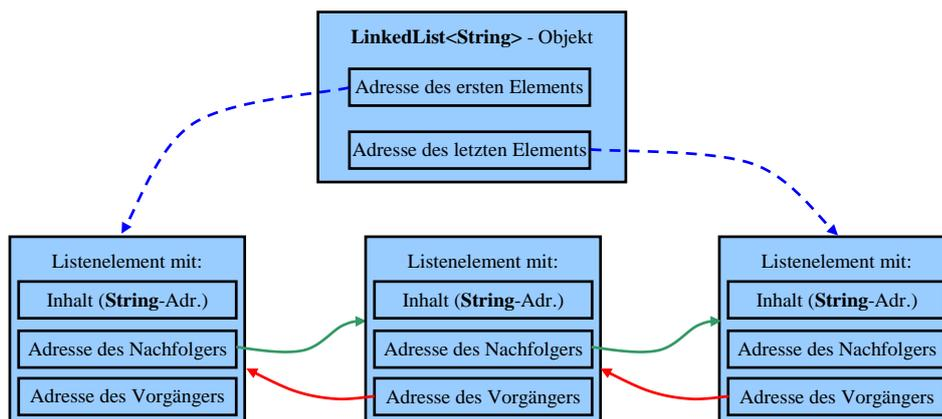 LinkedList<String> - Objekt
Adresse des ersten Elements
Adresse des letzten Elements
Listenelement mit:
Inhalt (String-Adr.)
Adresse des Nachfolgers
Adresse des Vorgängers
Listenelement mit:
Inhalt (String-Adr.)
Adresse des Nachfolgers
Adresse des Vorgängers
Listenelement mit:
Inhalt (String-Adr.)
Adresse des Nachfolgers
Adresse des Vorgängers